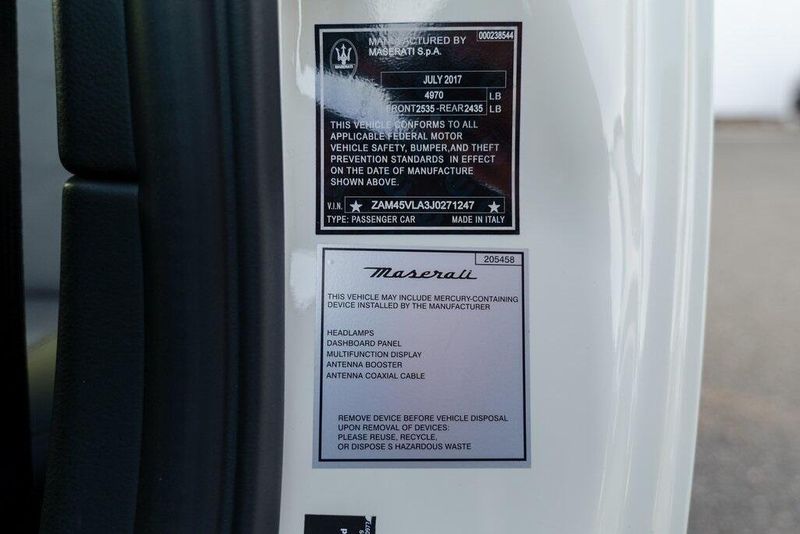 000238544
MANUFACTURED BY
MASERATI S.p.A.
MASERATI
JULY 2017
4970 LB
FRONT2535 -REAR2435 LB
THIS VEHICLE CONFORMS TO ALL
APPLICABLE FEDERAL MOTOR
VEHICLE SAFETY, BUMPER,AND THEFT
PREVENTION STANDARDS IN EFFECT
ON THE DATE OF MANUFACTURE
SHOWN ABOVE.
V.I.N. ★ ZAM45VLA3J0271247 ★
TYPE: PASSENGER CAR MADE IN ITALY
205458
Maserati
THIS VEHICLE MAY INCLUDE MERCURY-CONTAINING
DEVICE INSTALLED BY THE MANUFACTURER
HEADLAMPS
DASHBOARD PANEL
MULTIFUNCTION DISPLAY
ANTENNA BOOSTER
ANTENNA COAXIAL CABLE
REMOVE DEVICE BEFORE VEHICLE DISPOSAL
UPON REMOVAL OF DEVICES:
PLEASE REUSE, RECYCLE,
OR DISPOSE S HAZARDOUS WASTE